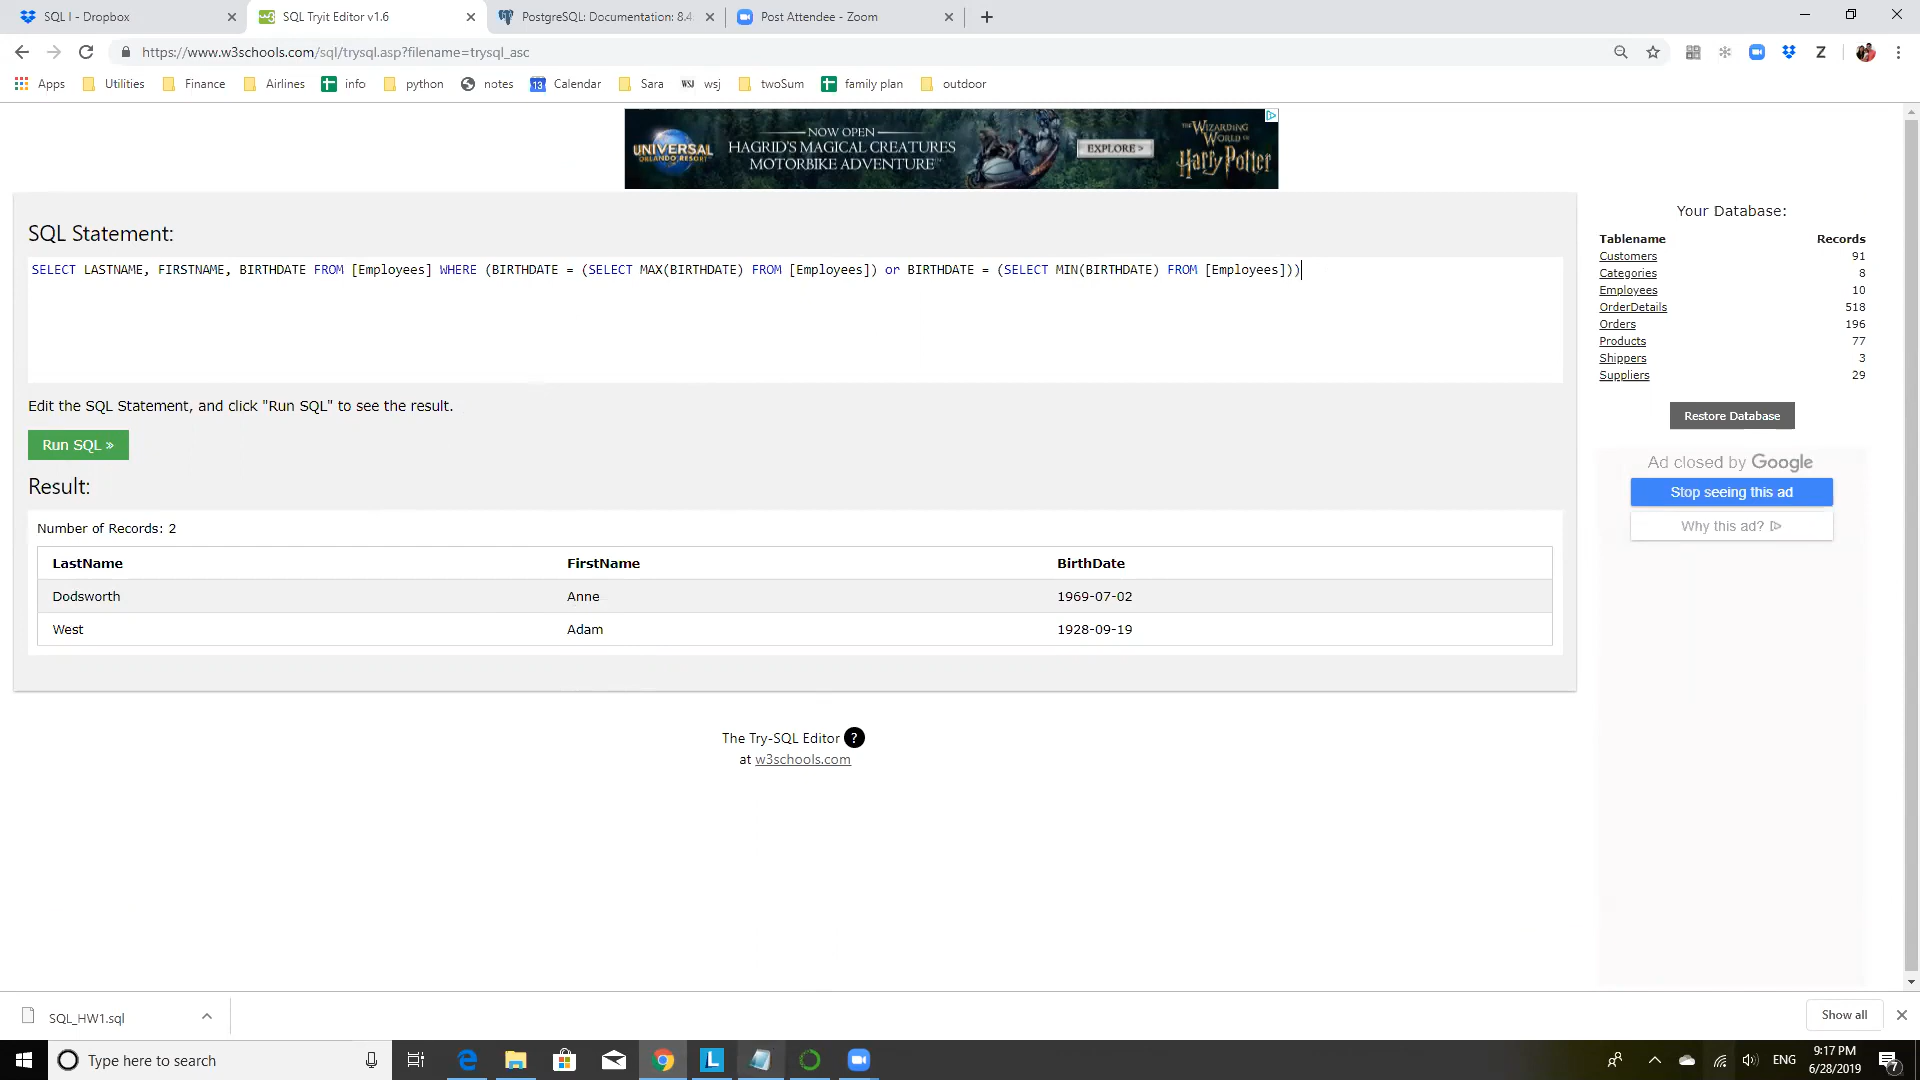 SQL I - Dropbox
SQL Tryit Editor v1.6
PostgreSQL: Documentation: 8.4
Post Attendee - Zoom
https://www.w3schools.com/sql/trysql.asp?filename=trysql_asc
Z
Apps
Utilities
Finance
Airlines
info
python
notes
13
Calendar
Sara
WSJ
wsj
twoSum
family plan
outdoor
UNIVERSAL
ORLANDO RESORT
NOW OPEN
HAGRID'S MAGICAL CREATURES
MOTORBIKE ADVENTURE
EXPLORE >
THE WIZARDING
WORLD OF
Harry Potter
SQL Statement:
SELECT LASTNAME, FIRSTNAME, BIRTHDATE FROM [Employees] WHERE (BIRTHDATE = (SELECT MAX(BIRTHDATE) FROM [Employees]) or BIRTHDATE = (SELECT MIN(BIRTHDATE) FROM [Employees]))
Edit the SQL Statement, and click "Run SQL" to see the result.
Run SQL »
Result:
Number of Records: 2
LastName FirstName BirthDate
Dodsworth Anne 1969-07-02
West Adam 1928-09-19
The Try-SQL Editor ?
at w3schools.com
Your Database:
Tablename Records
Customers 91
Categories 8
Employees 10
OrderDetails 518
Orders 196
Products 77
Shippers 3
Suppliers 29
Restore Database
Ad closed by Google
Stop seeing this ad
Why this ad?
SQL_HW1.sql
Show all
Type here to search
L
ENG
9:17 PM
6/28/2019
7